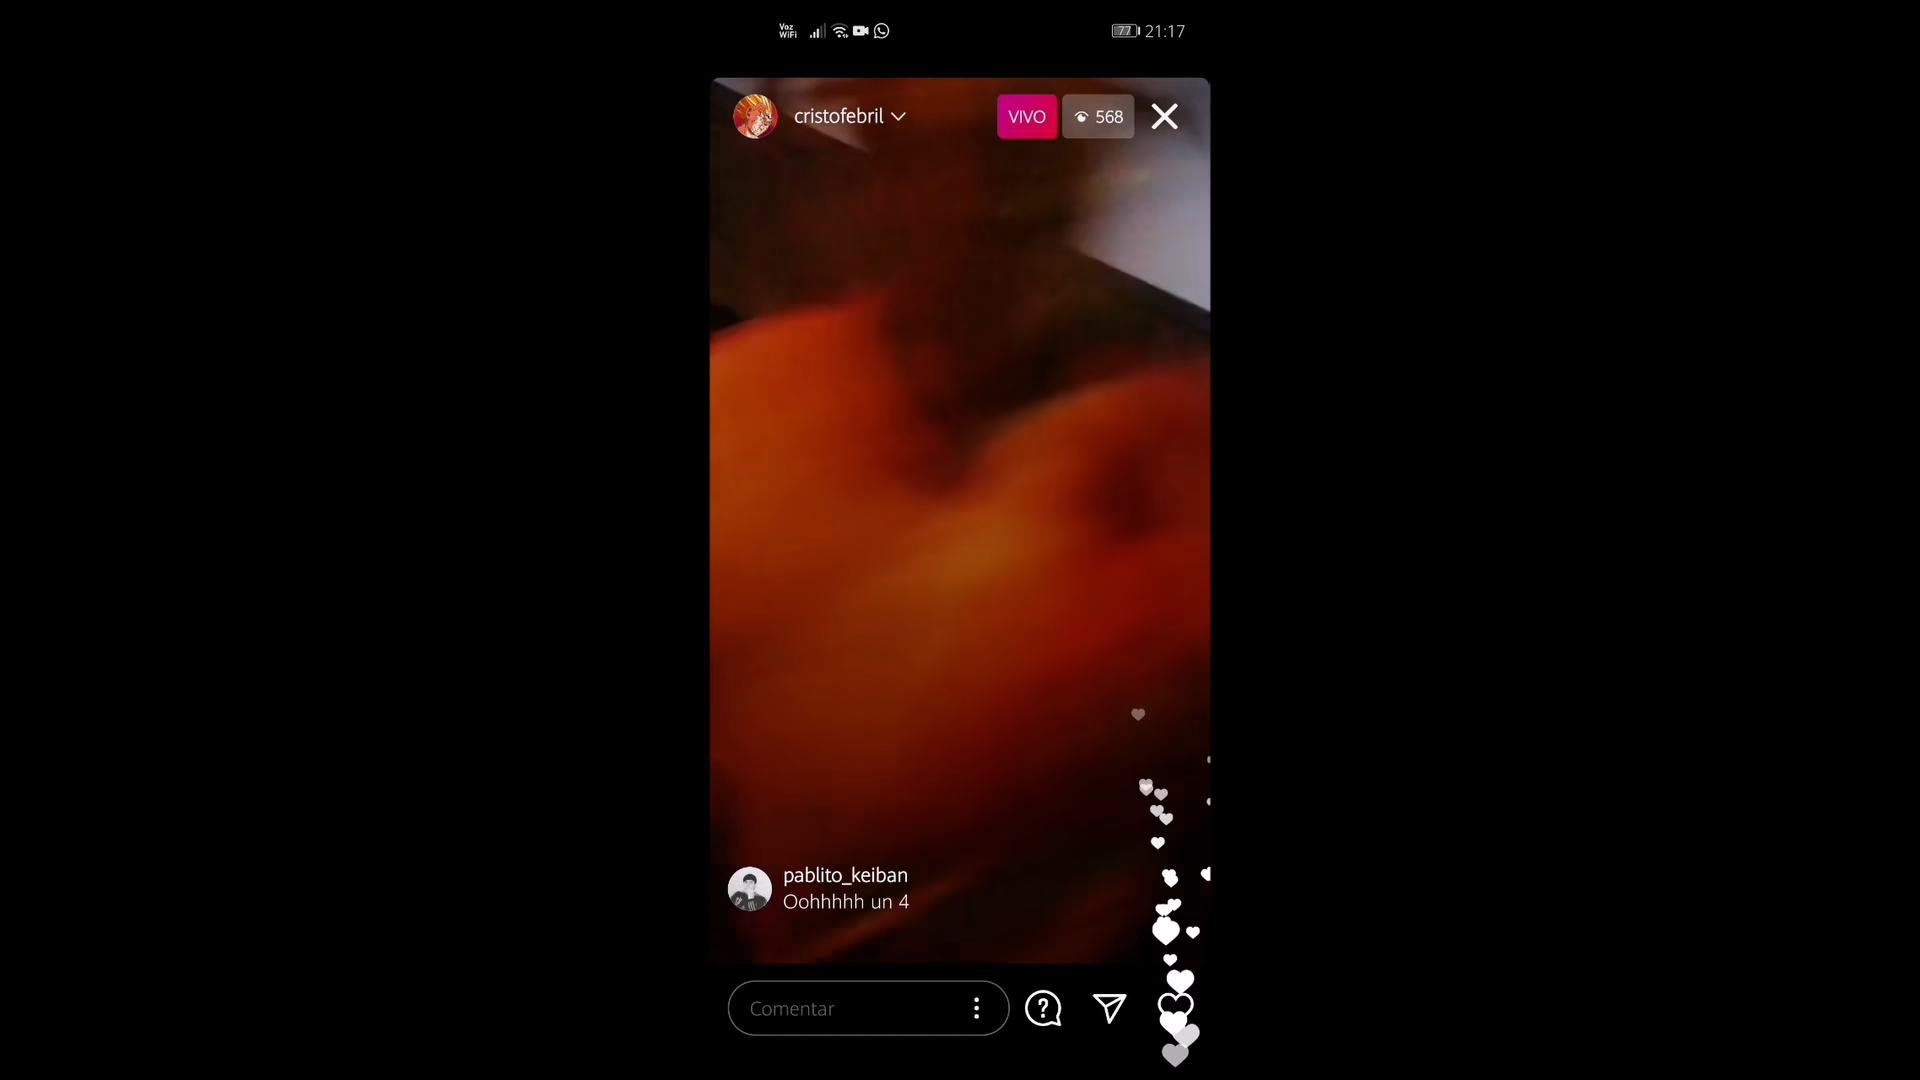 Voz
WiFi
77 21:17
cristofebril
VIVO
568
pablito_keiban
Oohhhhh un 4
Comentar